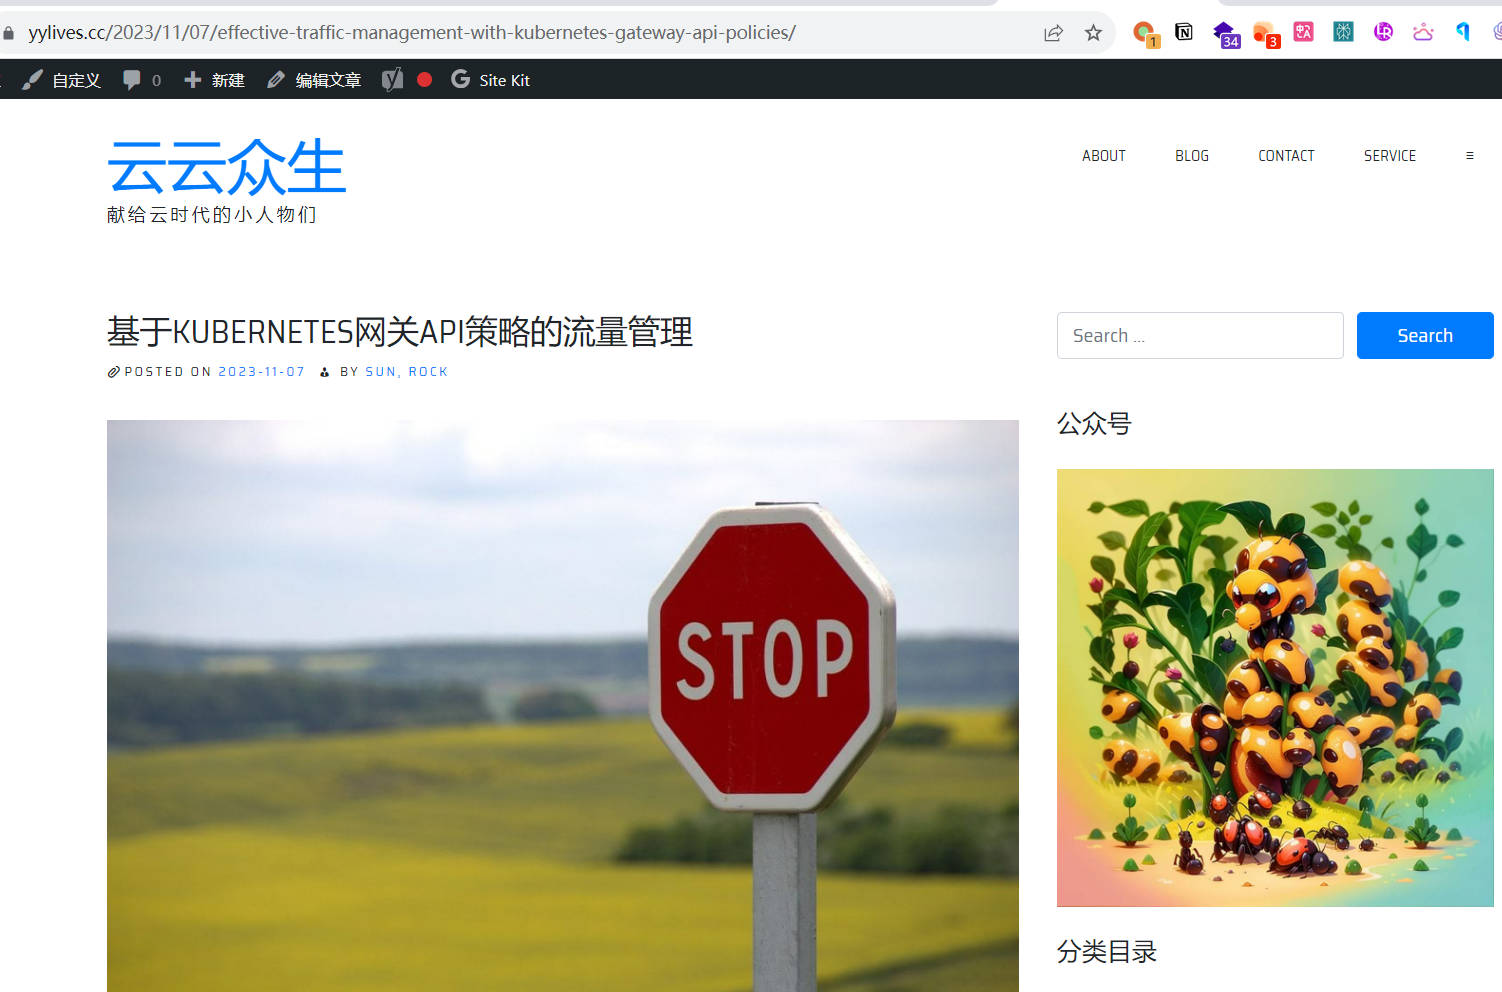 yylives.cc/2023/11/07/effective-traffic-management-with-kubernetes-gateway-api-policies/
1
34
3
自定义
0
新建
编辑文章
Site Kit
云云众生
献给云时代的小人物们
ABOUT
BLOG
CONTACT
SERVICE
基于KUBERNETES网关API策略的流量管理
POSTED ON 2023-11-07 BY SUN, ROCK
Search ...
Search
公众号
STOP
分类目录